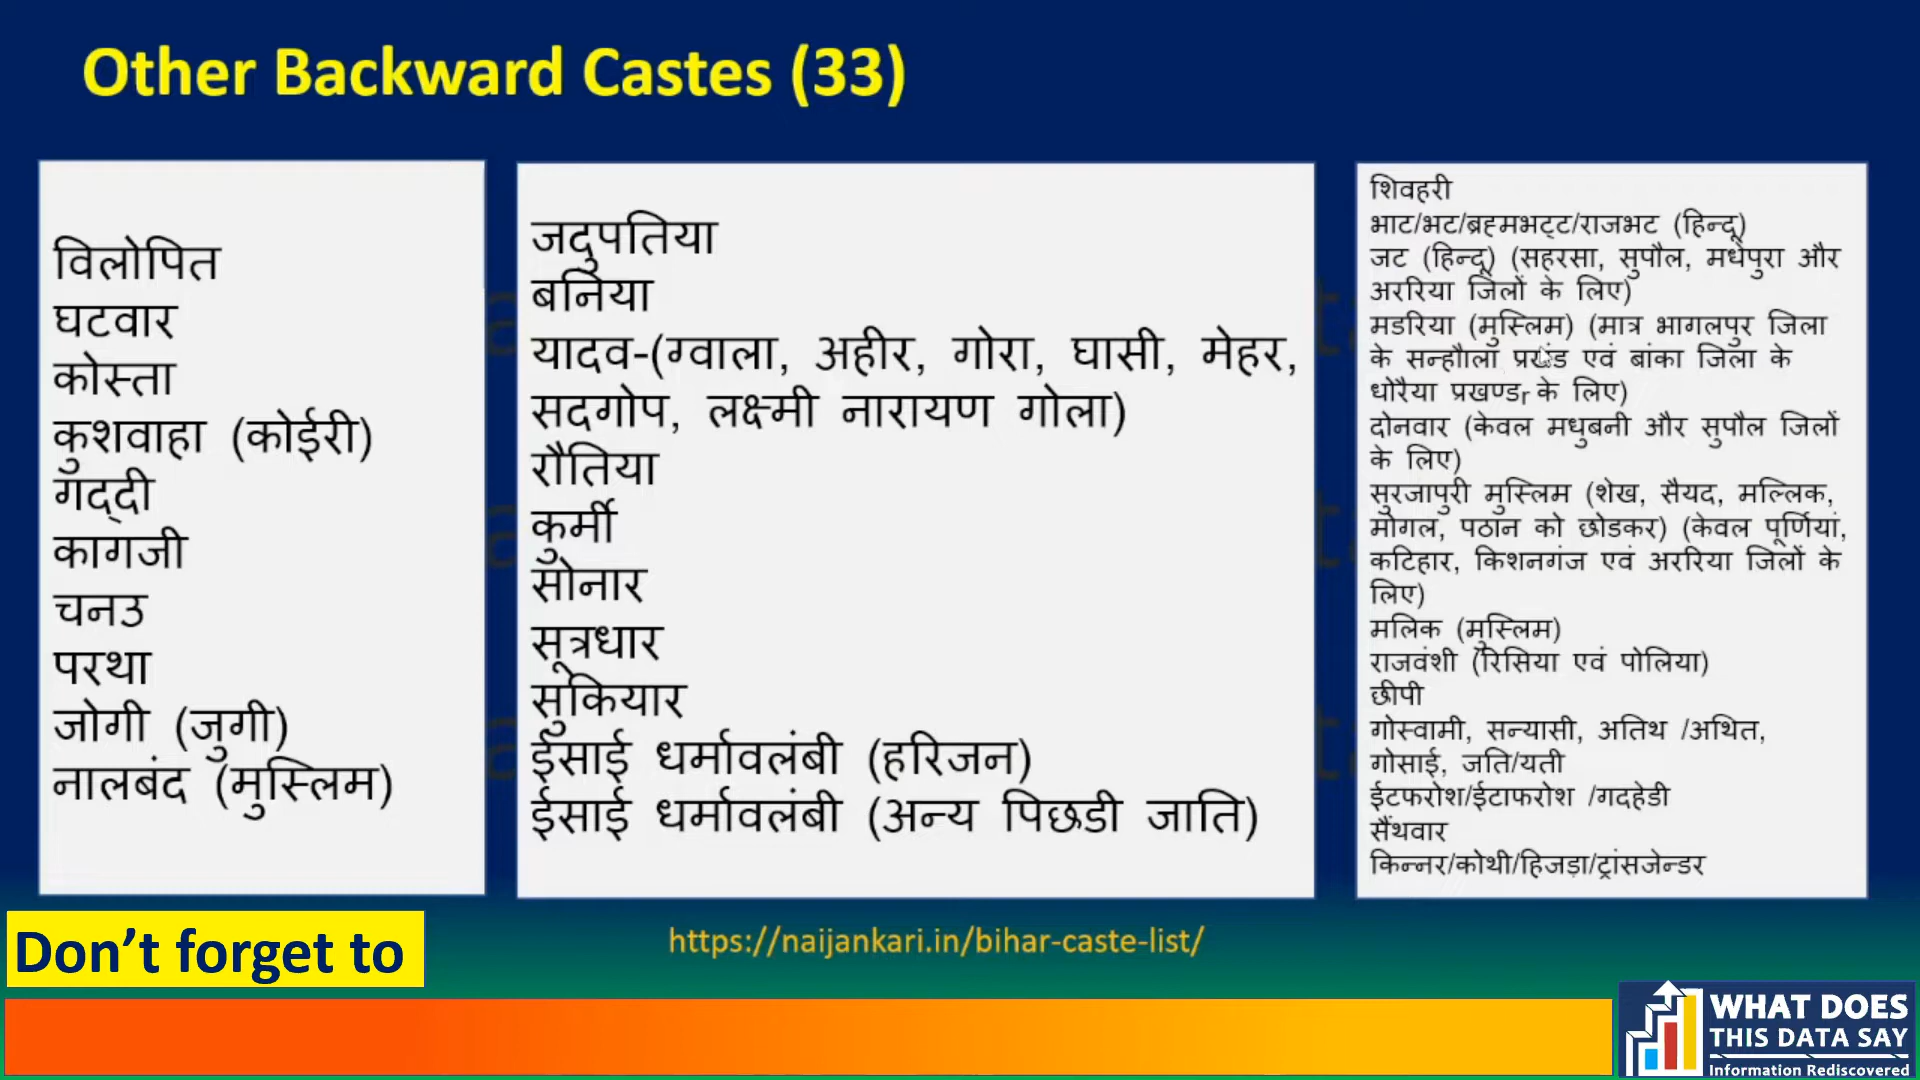 Other Backward Castes (33)
विलोपित
घटवार
कोस्ता
कुशवाहा (कोईरी)
गद्दी
कागजी
चनउ
परथा
जोगी (जुगी)
नालबंद (मुस्लिम)
जदुपतिया
बनिया
यादव-(ग्वाला, अहीर, गोरा, घासी, मेहर,
सदगोप, लक्ष्मी नारायण गोला)
रौतिया
कुर्मी
सोनार
सूत्रधार
सुकियार
ईसाई धर्मावलंबी (हरिजन)
ईसाई धर्मावलंबी (अन्य पिछडी जाति)
शिवहरी
भाट/भट/ब्रह्मभट्ट/राजभट (हिन्दू)
जट (हिन्दू) (सहरसा, सुपौल, मधेपुरा और
अररिया जिलों के लिए)
मडरिया (मुस्लिम) (मात्र भागलपुर जिला
के सन्हौला प्रखंड एवं बांका जिला के
धोरैया प्रखण्डr के लिए)
दोनवार (केवल मधुबनी और सुपौल जिलों
के लिए)
सुरजापुरी मुस्लिम (शेख, सैयद, मल्लिक,
मोगल, पठान को छोडकर) (केवल पूर्णियां,
कटिहार, किशनगंज एवं अररिया जिलों के
लिए)
मलिक (मुस्लिम)
राजवंशी (रिसिया एवं पोलिया)
छीपी
गोस्वामी, सन्यासी, अतिथ /अथित,
गोसाई, जति/यती
ईटफरोश/ईटाफरोश /गदहेडी
सैंथवार
किन्नर/कोथी/हिजड़ा/ट्रांसजेन्डर
https://naijankari.in/bihar-caste-list/
Don’t forget to
WHAT DOES
THIS DATA SAY
Information Rediscovered